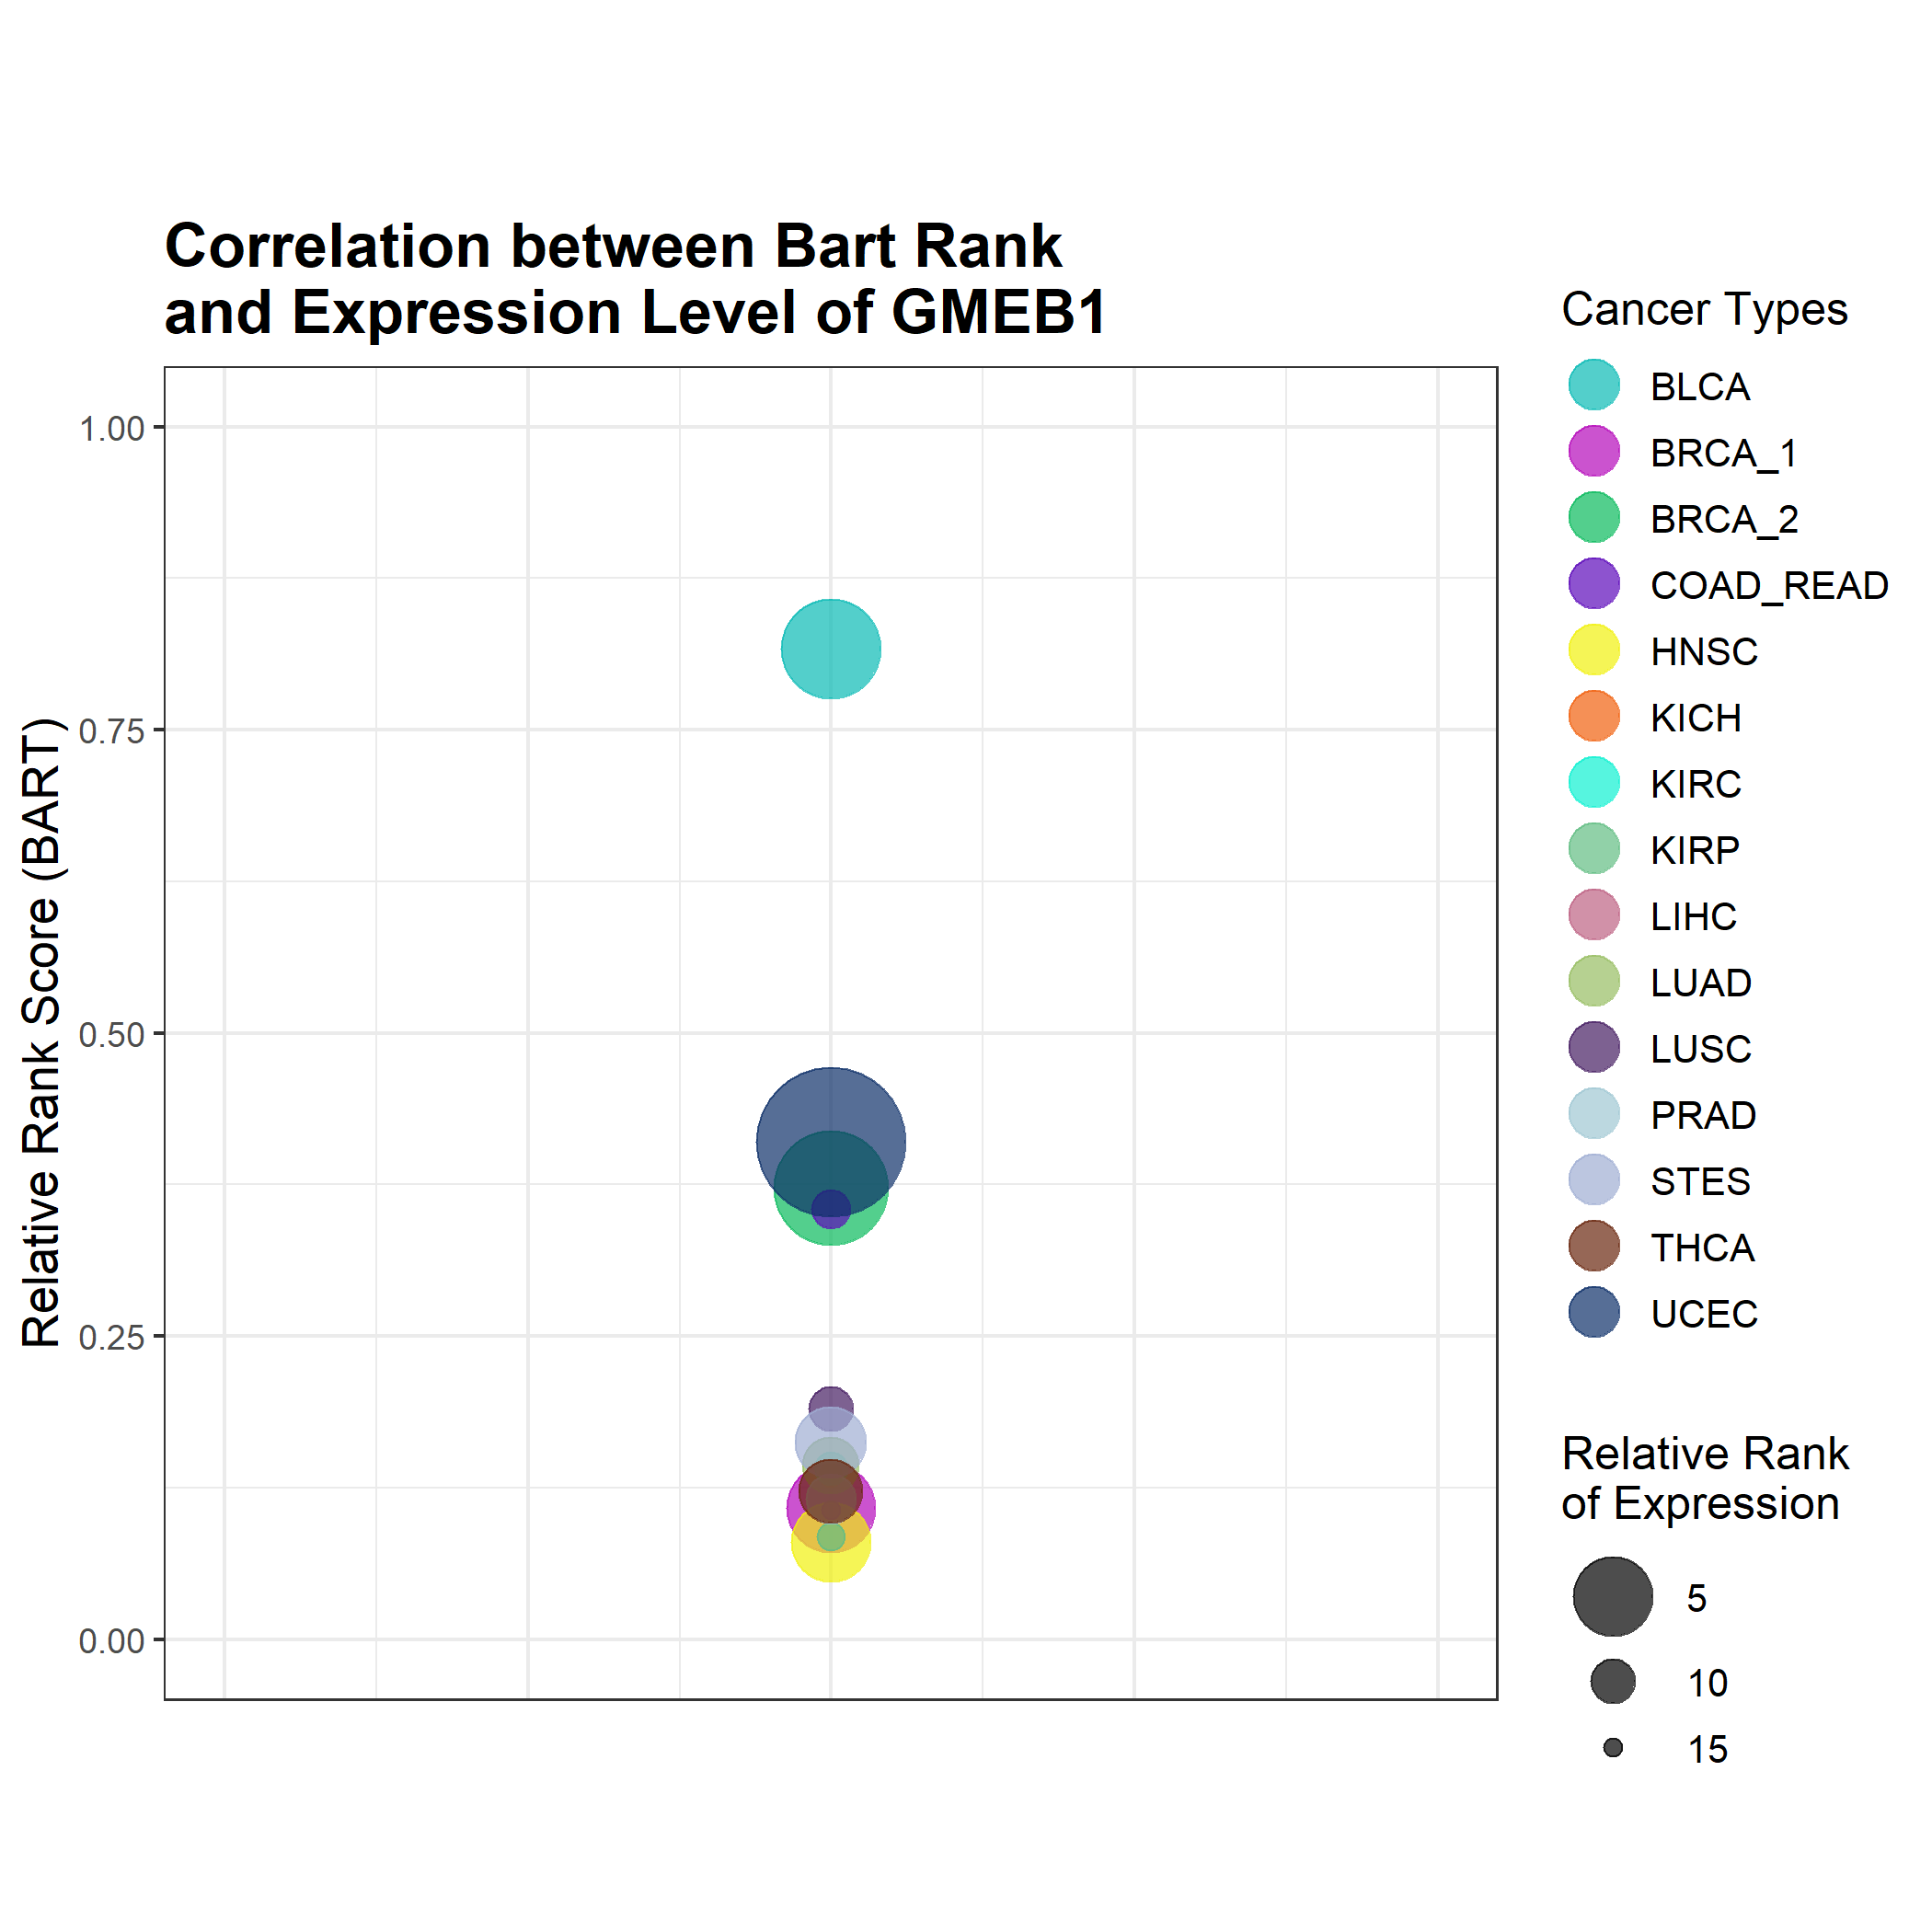 Correlation between Bart Rank
and Expression Level of GMEB1
Relative Rank Score (BART)
1.00
0.75
0.50
0.25
0.00
Cancer Types
BLCA
BRCA_1
BRCA_2
COAD_READ
HNSC
KICH
KIRC
KIRP
LIHC
LUAD
LUSC
PRAD
STES
THCA
UCEC
Relative Rank
of Expression
5
10
15